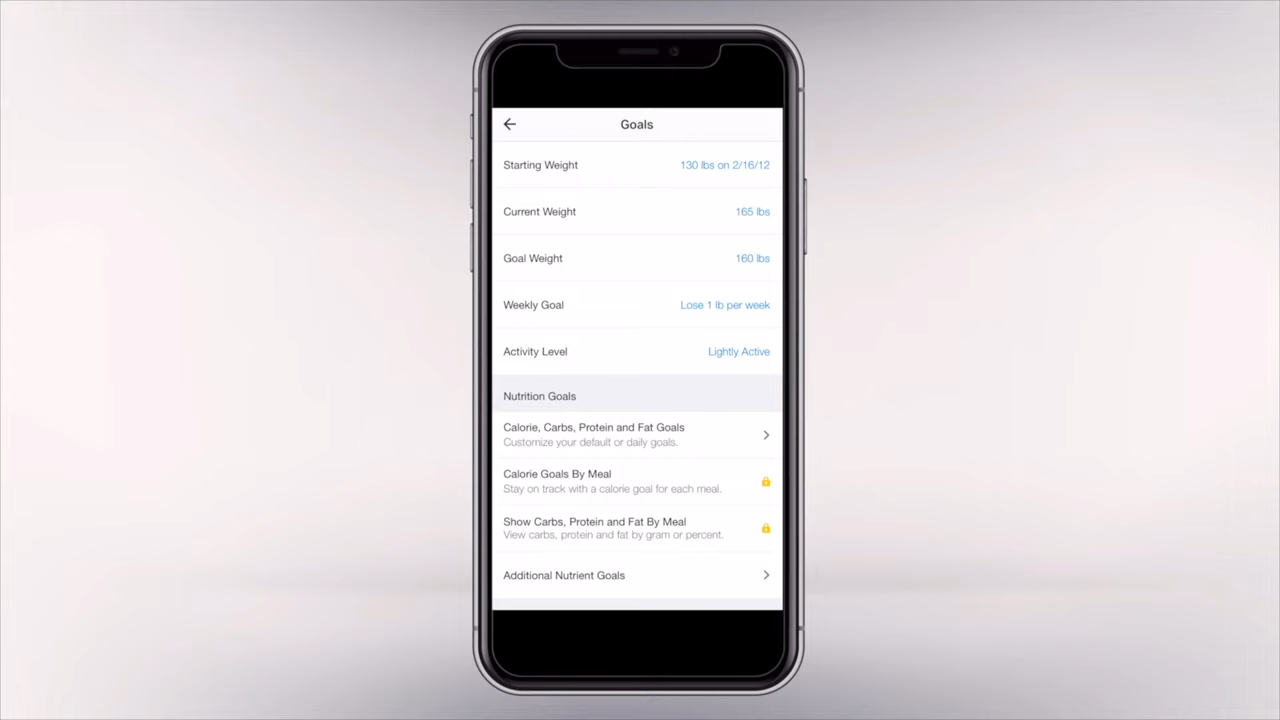 Goals
Starting Weight 130 lbs on 2/16/12
Current Weight 165 lbs
Goal Weight 160 lbs
Weekly Goal Lose 1 lb per week
Activity Level Lightly Active
Nutrition Goals
Calorie, Carbs, Protein and Fat Goals
Customize your default or daily goals.
Calorie Goals By Meal
Stay on track with a calorie goal for each meal.
Show Carbs, Protein and Fat By Meal
View carbs, protein and fat by gram or percent.
Additional Nutrient Goals